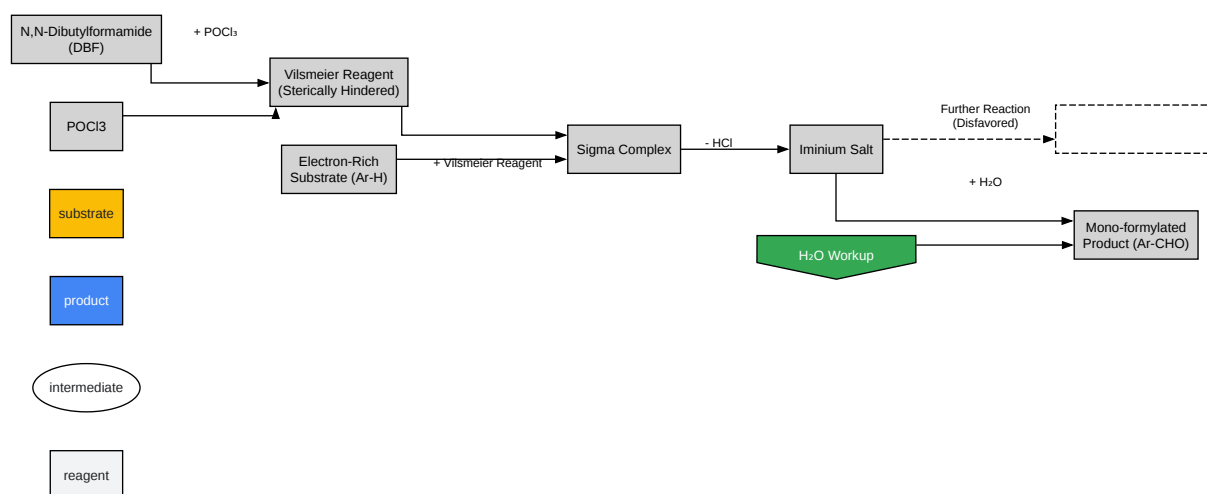 N,N-Dibutylformamide
(DBF)
+ POCl₃
Vilsmeier Reagent
(Sterically Hindered)
POCl3
Electron-Rich
Substrate (Ar-H)
+ Vilsmeier Reagent
Sigma Complex
- HCl
Iminium Salt
Further Reaction
(Disfavored)
+ H₂O
Mono-formylated
Product (Ar-CHO)
H₂O Workup
substrate
product
intermediate
reagent